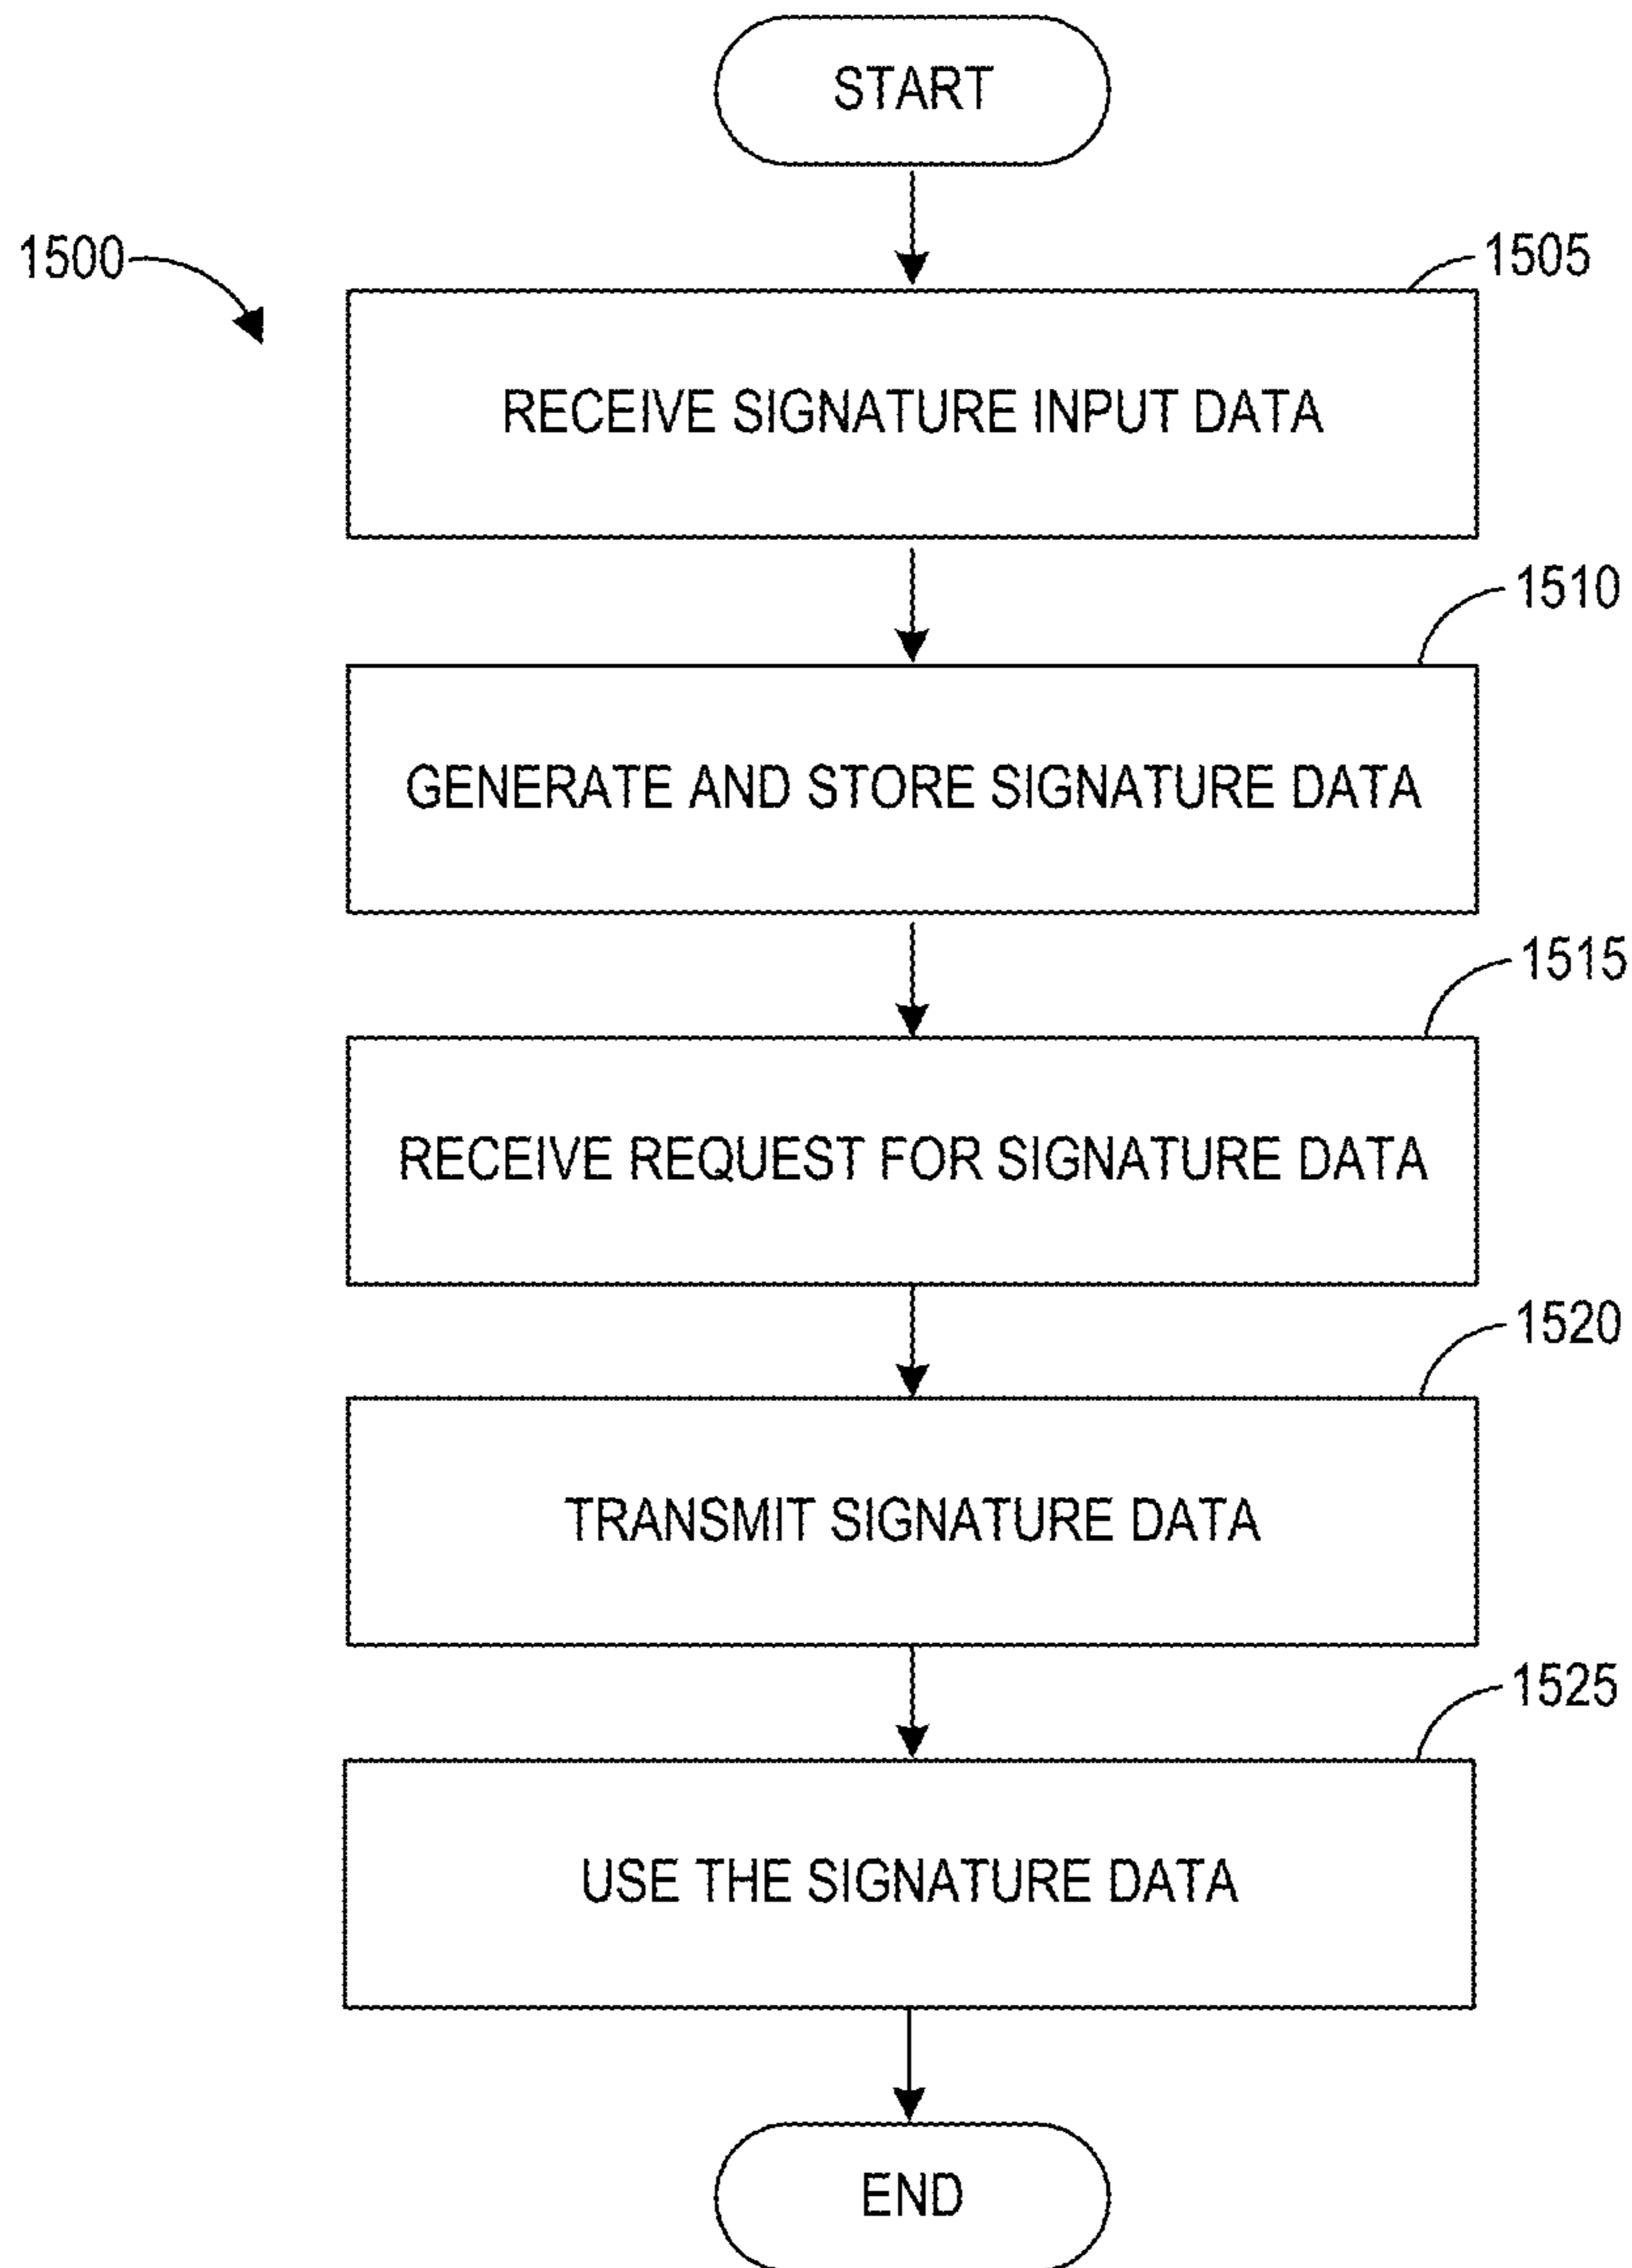 START
1500
1505
RECEIVE SIGNATURE INPUT DATA
1510
GENERATE AND STORE SIGNATURE DATA
1515
RECEIVE REQUEST FOR SIGNATURE DATA
1520
TRANSMIT SIGNATURE DATA
1525
USE THE SIGNATURE DATA
END